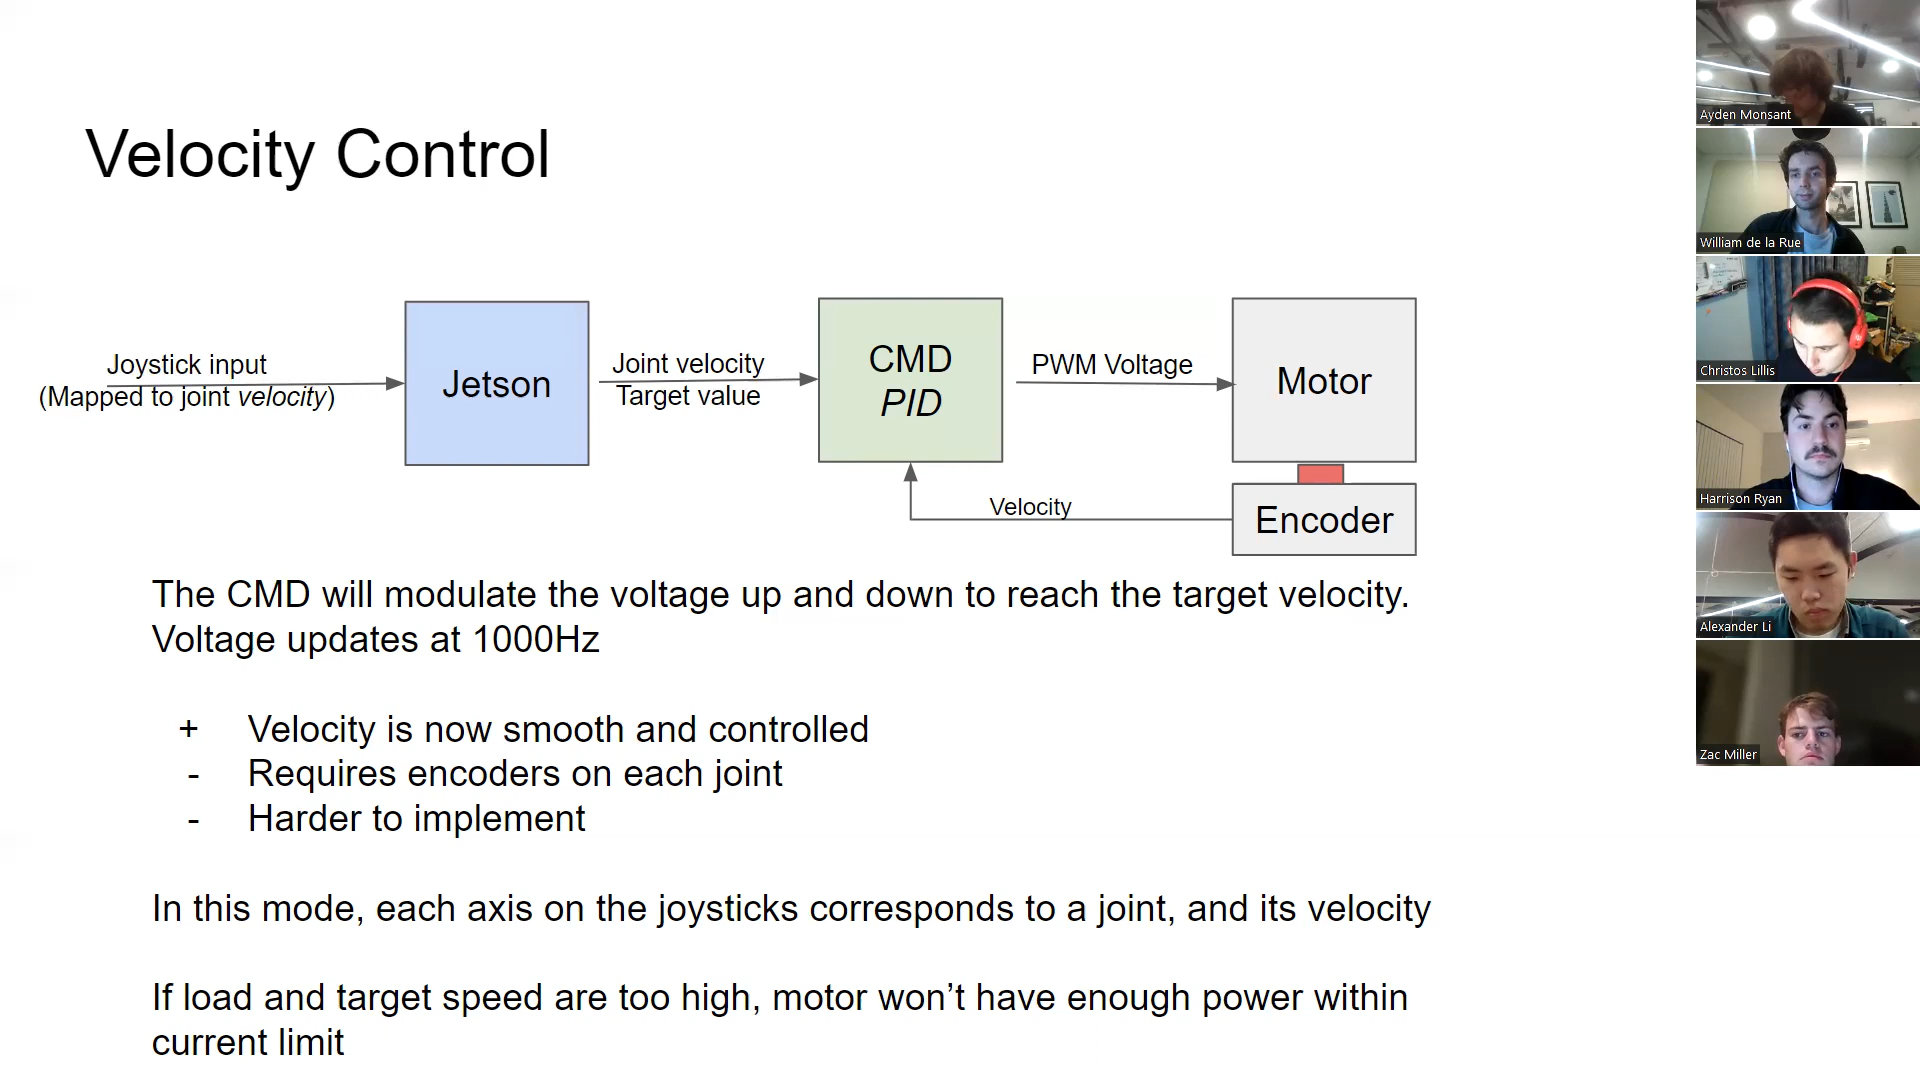 Velocity Control
Joystick input
(Mapped to joint velocity)
Jetson
Joint velocity
Target value
CMD
PID
PWM Voltage
Motor
Velocity
Encoder
The CMD will modulate the voltage up and down to reach the target velocity.
Voltage updates at 1000Hz
+ Velocity is now smooth and controlled
- Requires encoders on each joint
- Harder to implement
In this mode, each axis on the joysticks corresponds to a joint, and its velocity
If load and target speed are too high, motor won’t have enough power within
current limit
Ayden Monsant
William de la Rue
Christos Lillis
Harrison Ryan
Alexander Li
Zac Miller